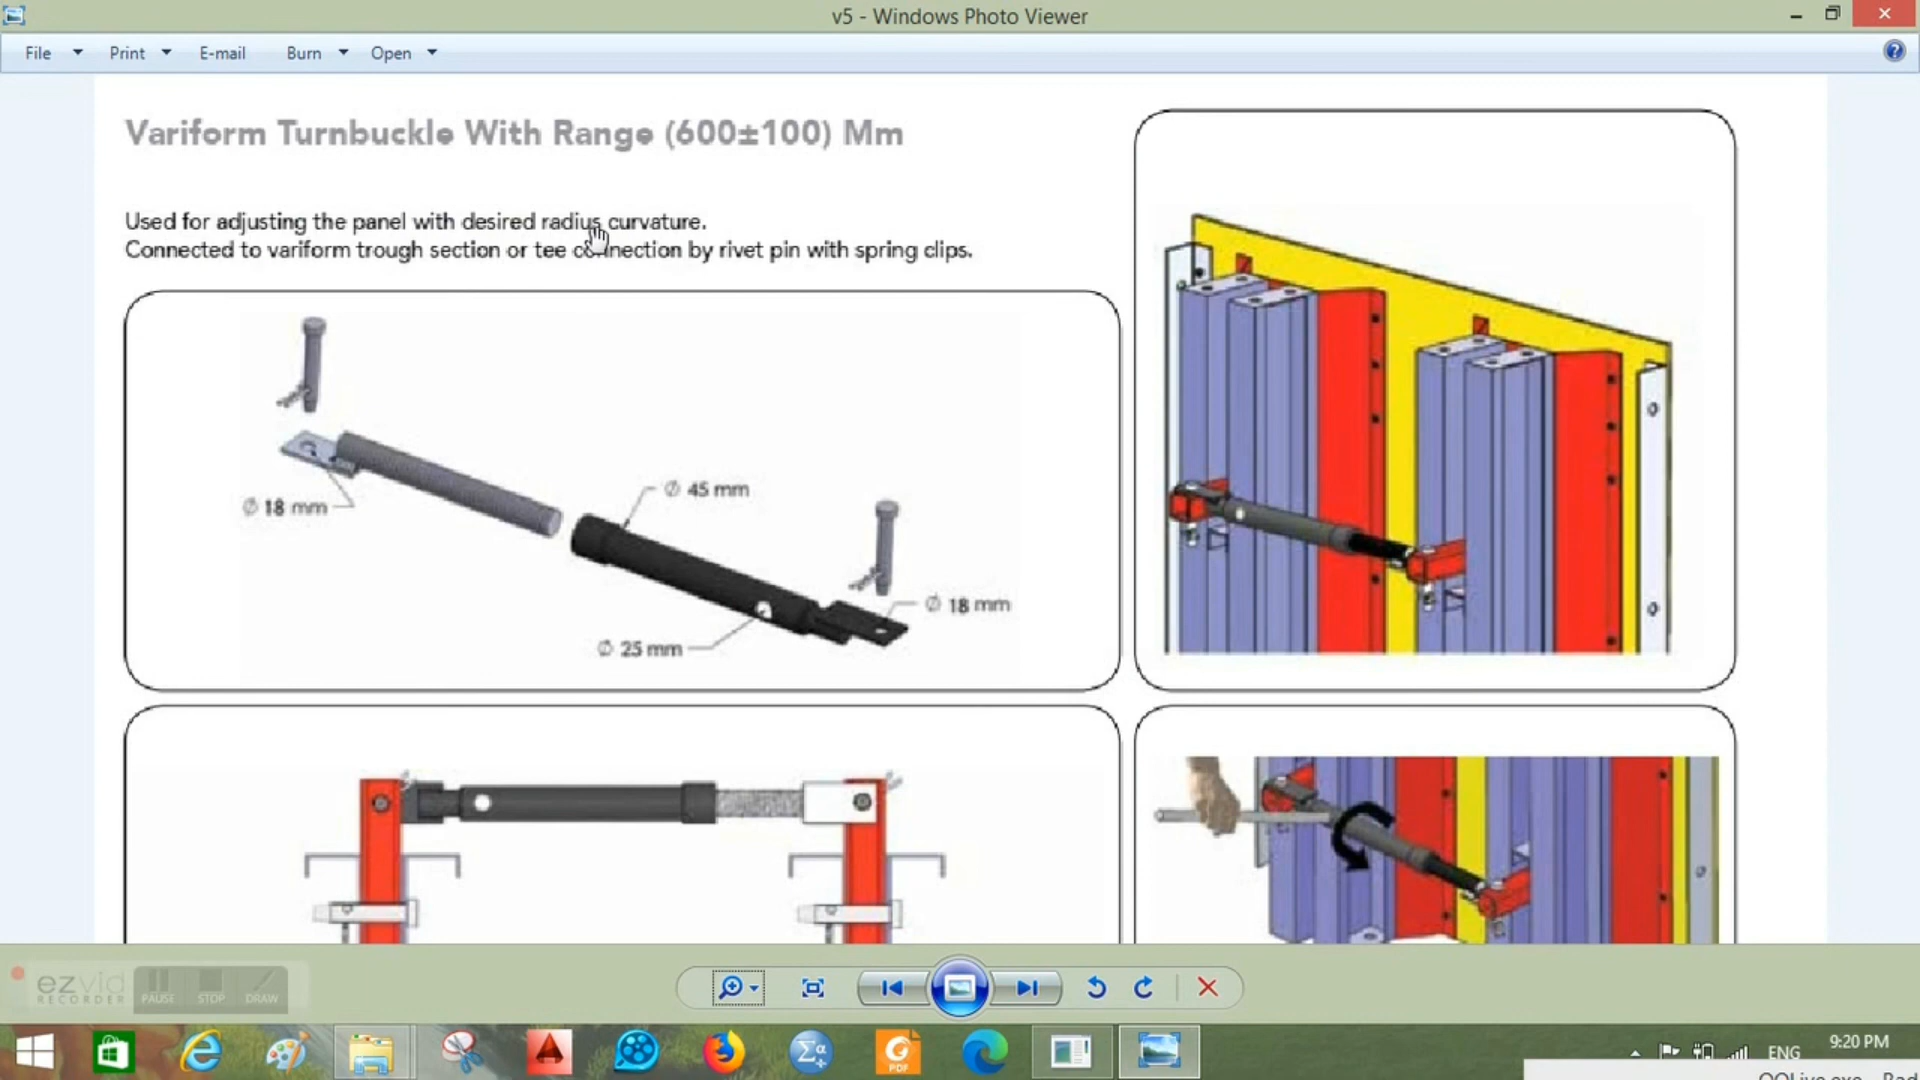 v5 - Windows Photo Viewer
File Print E-mail Burn Open
Variform Turnbuckle With Range (600±100) Mm
Used for adjusting the panel with desired radius curvature.
Connected to variform trough section or tee connection by rivet pin with spring clips.
∅ 45 mm
∅ 18 mm
∅ 18 mm
∅ 25 mm
ezvid
RECORDER
PAUSE STOP DRAW
PDF
ENG
9:20 PM